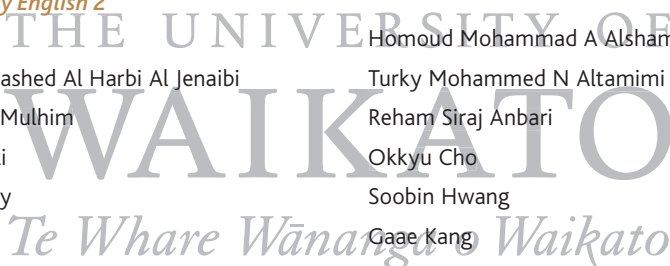 y English 2
THE UNIVERSITY OF
WAIKATO
Te Whare Wānanga o Waikato
ashed Al Harbi Al Jenaibi
Mulhim
i
y
Homoud Mohammad A Alsham
Turky Mohammed N Altamimi
Reham Siraj Anbari
Okkyu Cho
Soobin Hwang
Gaae Kang